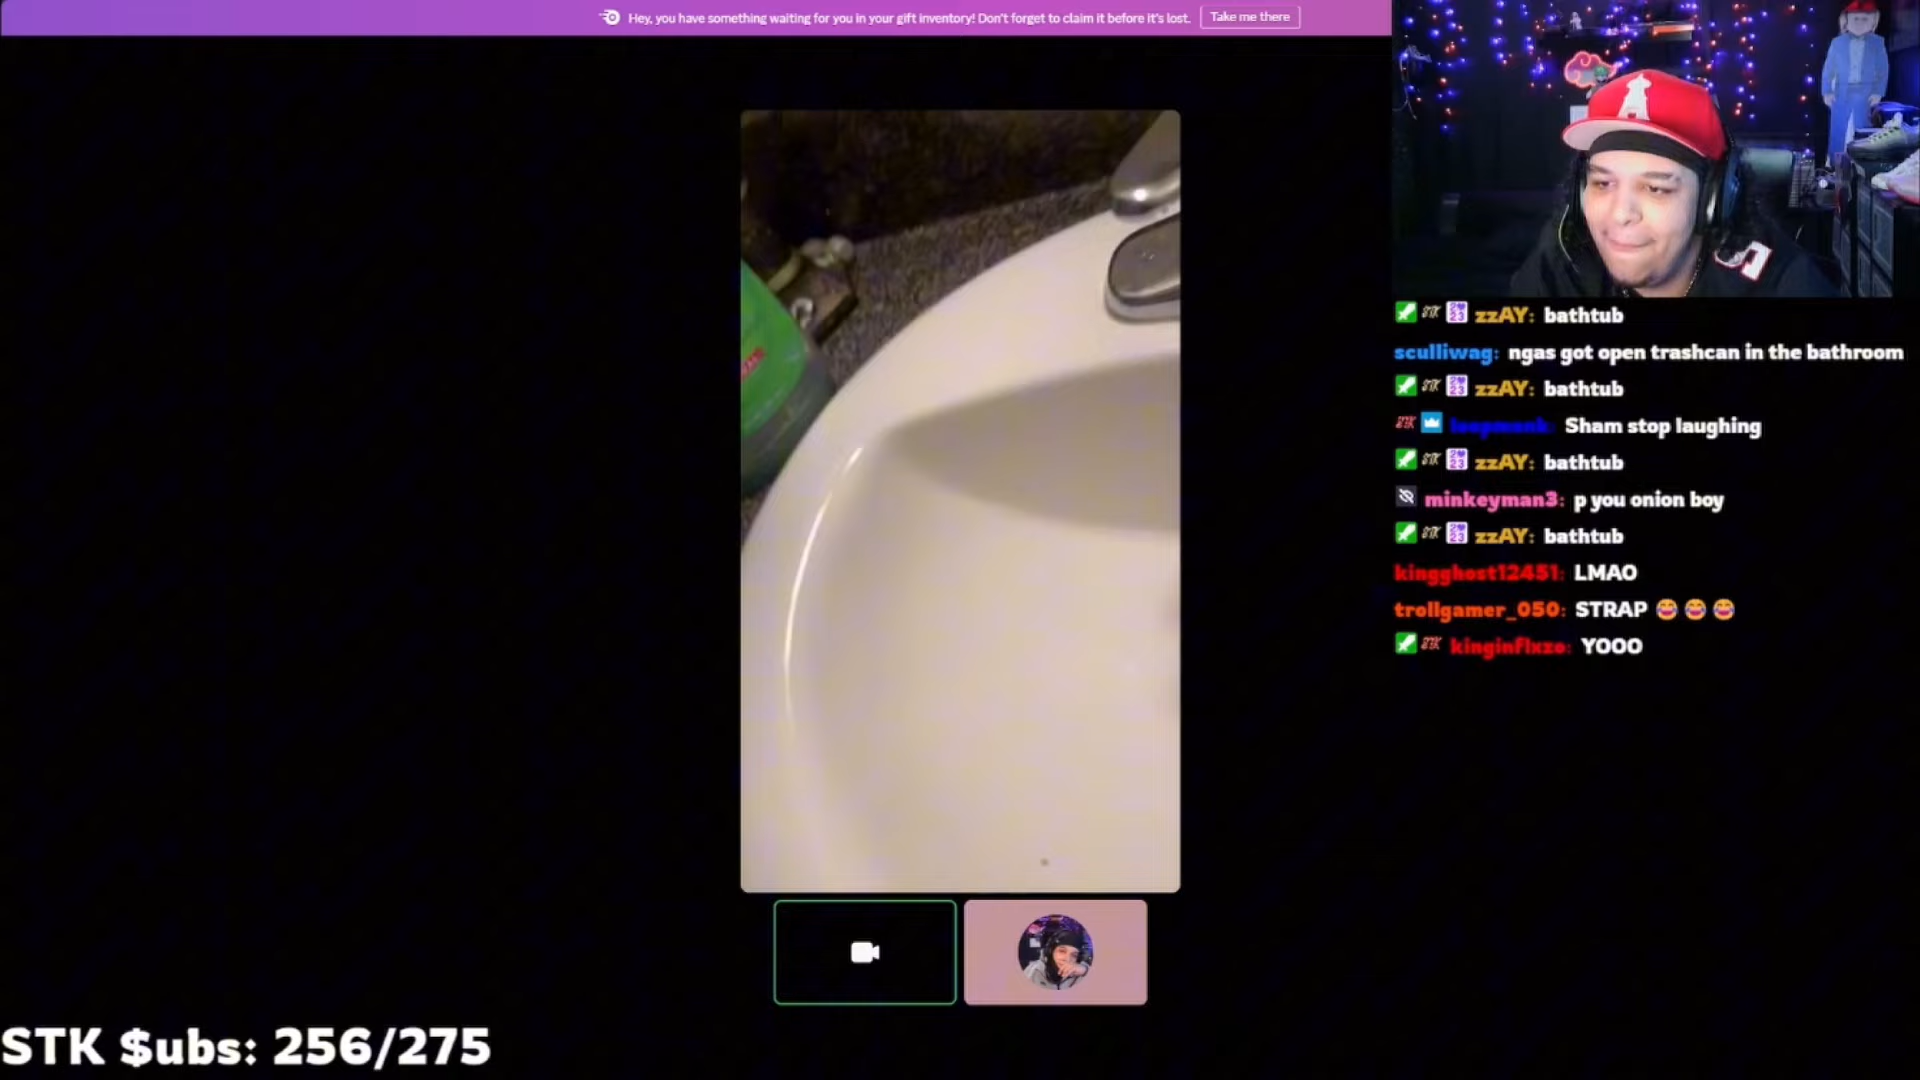 Hey, you have something waiting for you in your gift inventory! Don't forget to claim it before it's lost.
Take me there
zzAY: bathtub
sculliwag: ngas got open trashcan in the bathroom
zzAY: bathtub
Sham stop laughing
zzAY: bathtub
minkeyman3: p you onion boy
zzAY: bathtub
kingghost12451: LMAO
trollgamer_050: STRAP 😂 😂 😂
kinginflxzo: YOOO
STK $ubs: 256/275